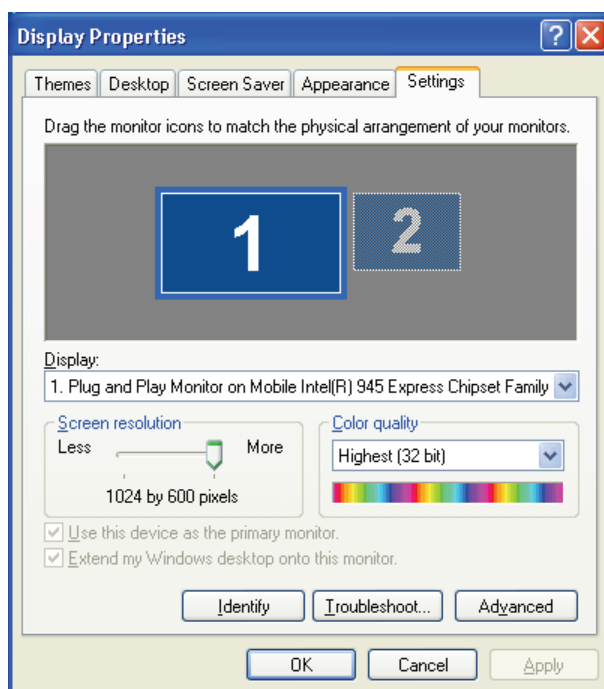 Display Properties
Themes Desktop Screen Saver Appearance Settings
Drag the monitor icons to match the physical arrangement of your monitors.
1 2
Display:
1. Plug and Play Monitor on Mobile Intel(R) 945 Express Chipset Family
Screen resolution Color quality
Less More Highest (32 bit)
1024 by 600 pixels
Use this device as the primary monitor.
Extend my Windows desktop onto this monitor.
Identify Troubleshoot... Advanced
OK Cancel Apply